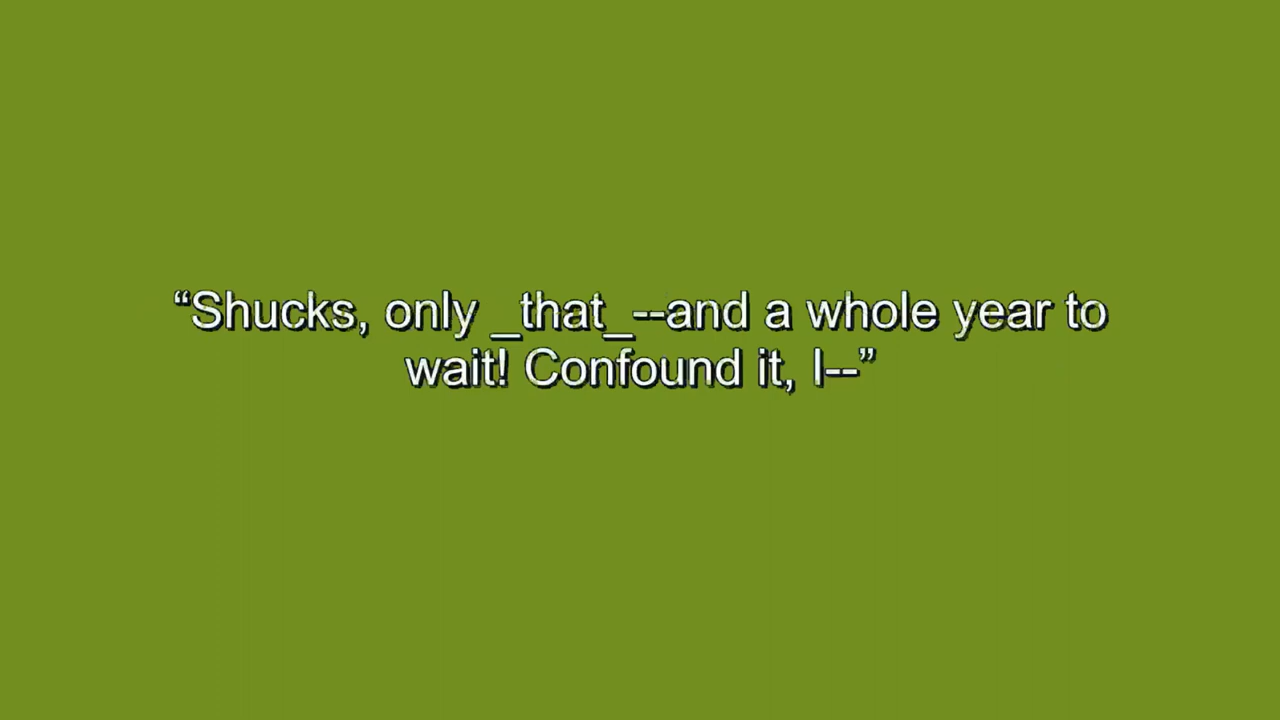 “Shucks, only _that_--and a whole year to
wait! Confound it, I--”